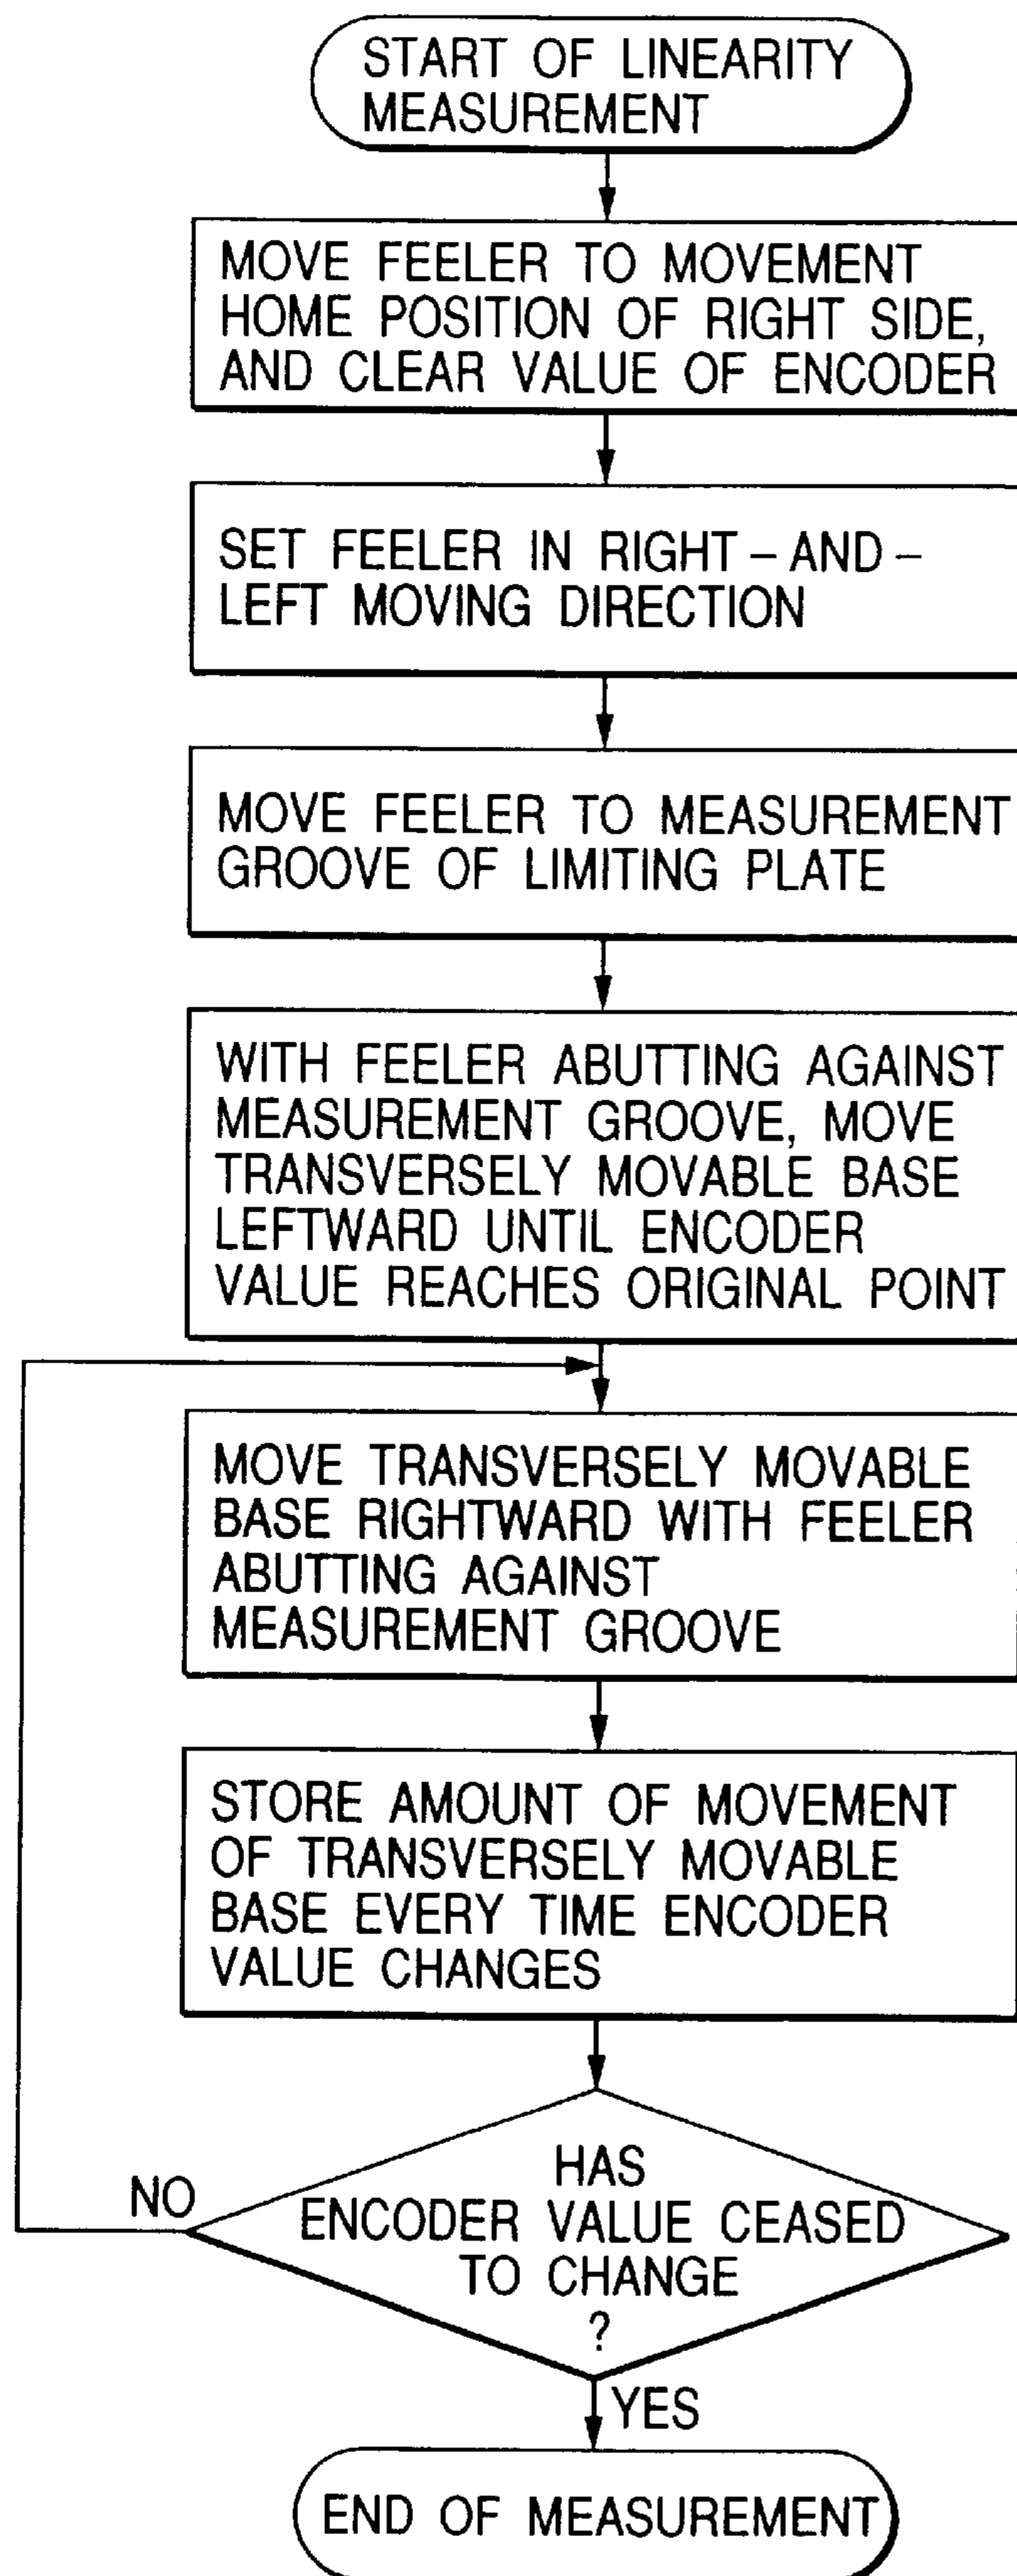 START OF LINEARITY
MEASUREMENT
MOVE FEELER TO MOVEMENT
HOME POSITION OF RIGHT SIDE,
AND CLEAR VALUE OF ENCODER
SET FEELER IN RIGHT – AND –
LEFT MOVING DIRECTION
MOVE FEELER TO MEASUREMENT
GROOVE OF LIMITING PLATE
WITH FEELER ABUTTING AGAINST
MEASUREMENT GROOVE, MOVE
TRANSVERSELY MOVABLE BASE
LEFTWARD UNTIL ENCODER
VALUE REACHES ORIGINAL POINT
MOVE TRANSVERSELY MOVABLE
BASE RIGHTWARD WITH FEELER
ABUTTING AGAINST
MEASUREMENT GROOVE
STORE AMOUNT OF MOVEMENT
OF TRANSVERSELY MOVABLE
BASE EVERY TIME ENCODER
VALUE CHANGES
HAS
ENCODER VALUE CEASED
TO CHANGE
?
NO
YES
END OF MEASUREMENT